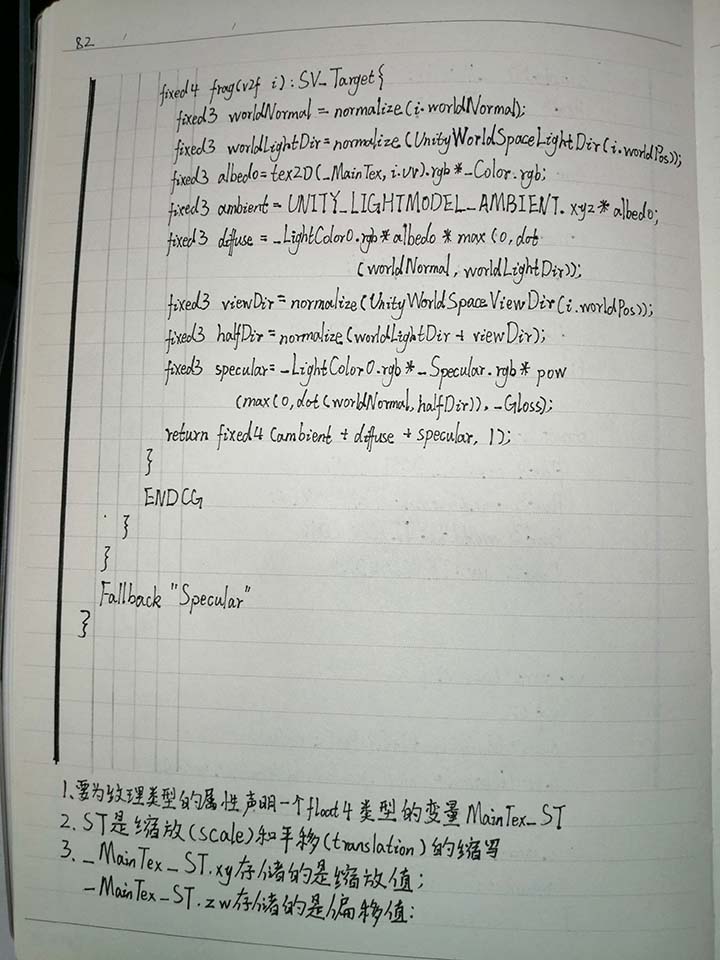 82
fixed4 frag(v2f i): SV_Target{
fixed3 worldNormal = normalize(i.worldNormal);
fixed3 worldLightDir = normalize(UnityWorldSpaceLightDir(i.worldPos));
fixed3 albedo = tex2D(_MainTex, i.uv).rgb*_Color.rgb;
fixed3 ambient = UNITY_LIGHTMODEL_AMBIENT.xyz * albedo;
fixed3 diffuse = _LightColor0.rgb*albedo * max(0, dot
(worldNormal, worldLightDir));
fixed3 viewDir = normalize(UnityWorldSpaceViewDir(i.worldPos));
fixed3 halfDir = normalize(worldLightDir + viewDir);
fixed3 specular = _LightColor0.rgb*_Specular.rgb* pow
(max(0, dot(worldNormal, halfDir)), _Gloss);
return fixed4(ambient + diffuse + specular, 1);
}
ENDCG
}
}
Fallback "Specular"
}
1、要为纹理类型的属性声明一个float4类型的变量MainTex_ST
2. ST是缩放(scale)和平移(translation)的缩写
3. _MainTex_ST.xy存储的是缩放值;
_MainTex_ST.zw存储的是偏移值: